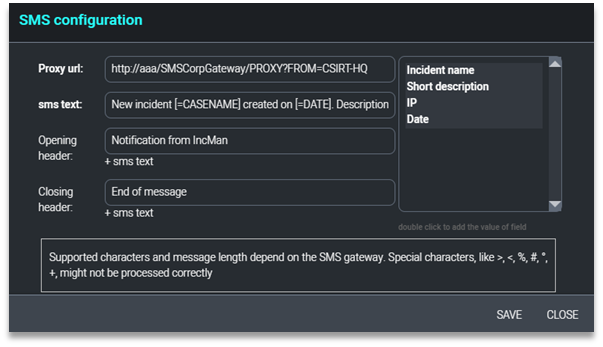 SMS configuration
Proxy url:
http://aaa/SMSCorpGateway/PROXY?FROM=CSIRT-HQ
sms text:
New incident [=CASENAME] created on [=DATE]. Description
Opening
header:
Notification from IncMan
+ sms text
Closing
header:
End of message
+ sms text
Incident name
Short description
IP
Date
double click to add the value of field
Supported characters and message length depend on the SMS gateway. Special characters, like >, <, %, #, °,
+, might not be processed correctly
SAVE
CLOSE